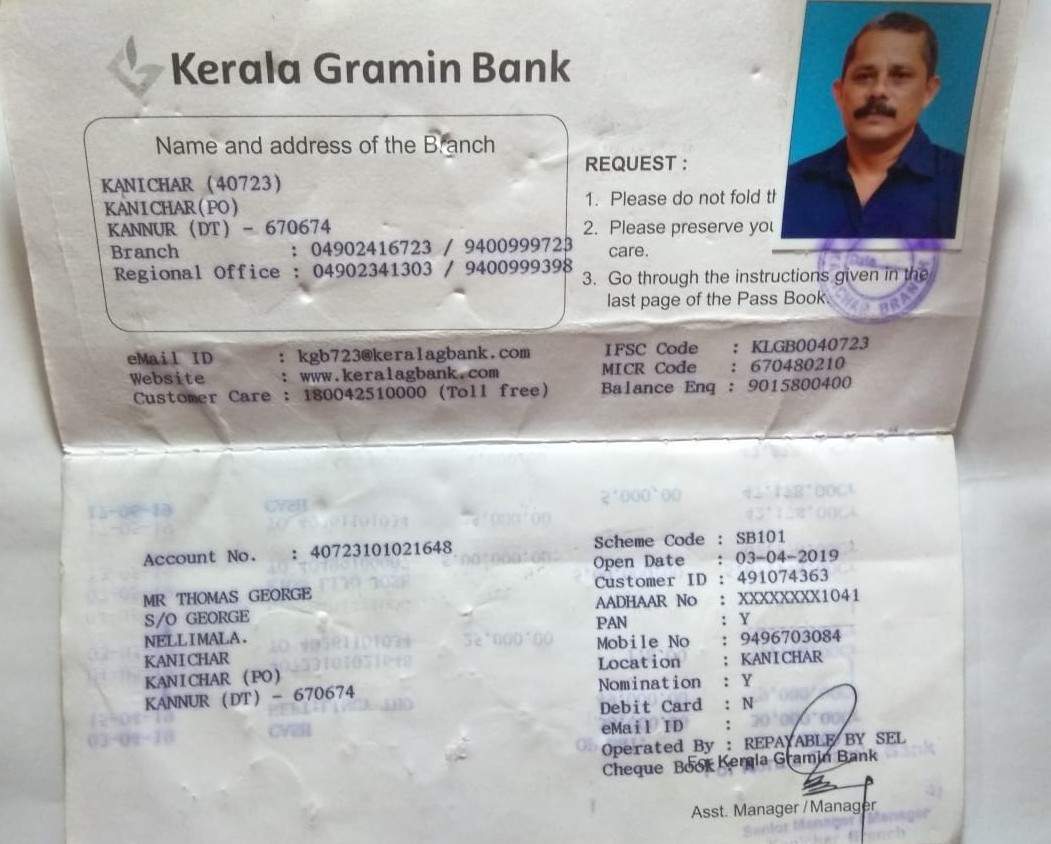 Kerala Gramin Bank
Name and address of the Branch
KANICHAR (40723)
KANICHAR(PO)
KANNUR (DT) - 670674
Branch : 04902416723 / 9400999723
Regional Office : 04902341303 / 9400999398
REQUEST :
1. Please do not fold
2. Please preserve
care.
3. Go through the instructions given in the
last page of the Pass Book.
BRANCH
eMail ID : kgb723@keralagbank.com
Website : www.keralagbank.com
Customer Care : 180042510000 (Toll free)
IFSC Code : KLGB0040723
MICR Code : 670480210
Balance Enq : 9015800400
Account No. : 40723101021648
MR THOMAS GEORGE
S/O GEORGE
NELLIMALA.
KANICHAR
KANICHAR (PO)
KANNUR (DT) - 670674
Scheme Code : SB101
Open Date : 03-04-2019
Customer ID : 491074363
AADHAAR No : XXXXXXXX1041
PAN : Y
Mobile No : 9496703084
Location : KANICHAR
Nomination : Y
Debit Card : N
eMail ID :
Operated By : REPAYABLE BY SEL
Cheque Book
For Kerala Gramin Bank
Asst. Manager / Manager